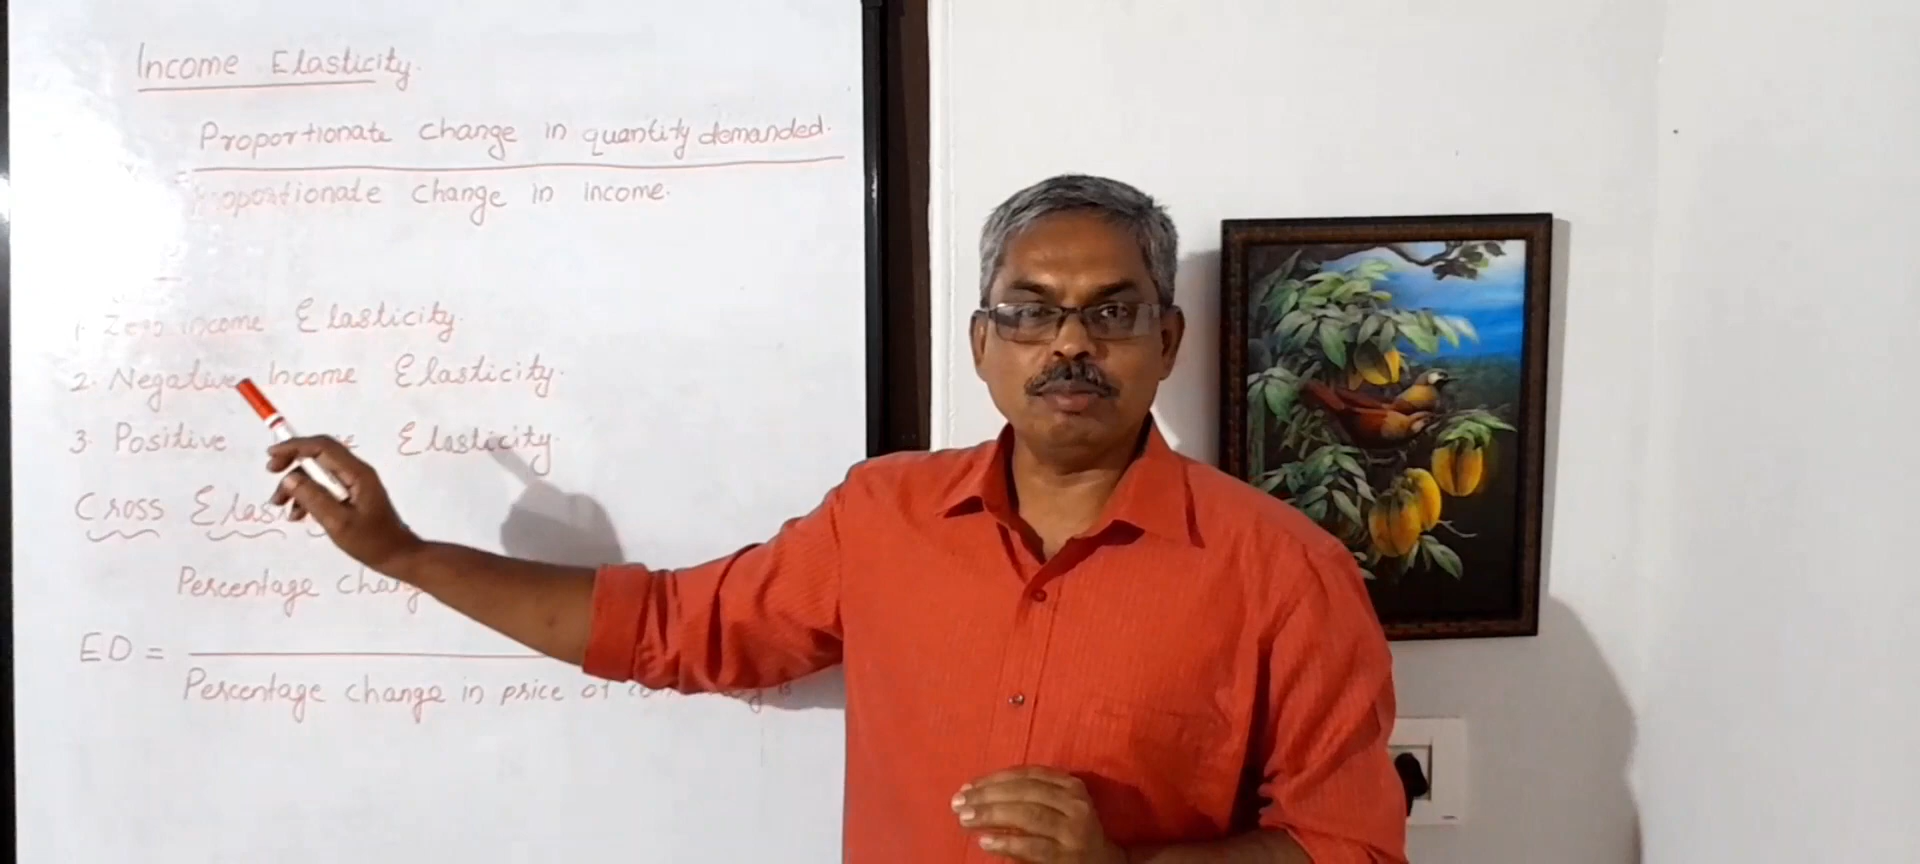 Income Elasticity.
= Proportionate change in quantity demanded.
change in income.
1. Zero income Elasticity.
2. Negative Income Elasticity.
3. Positive Elasticity.
Cross
Percentage
ED =
Percentage change in price of